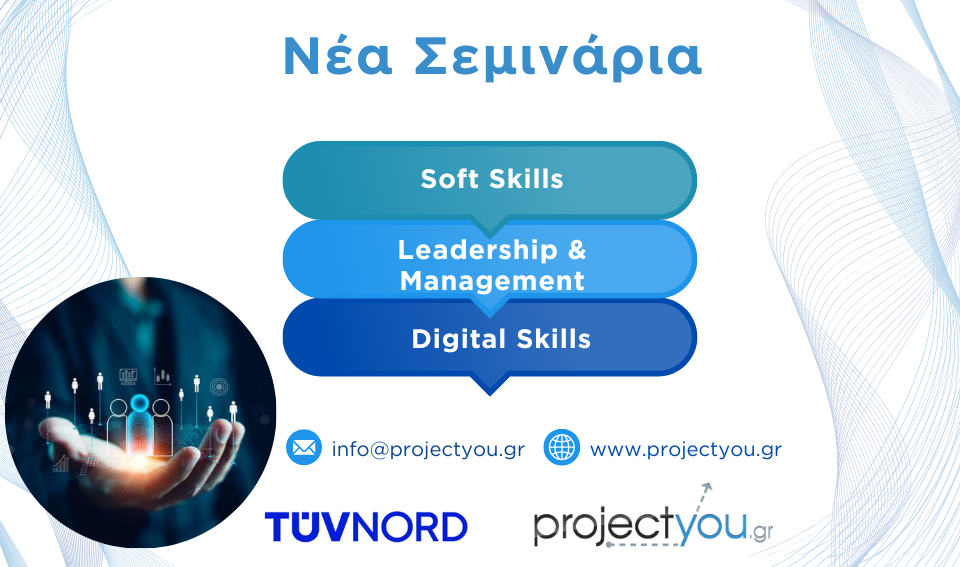 Νέα Σεμινάρια
Soft Skills
Leadership &
Management
Digital Skills
info@projectyou.gr
www.projectyou.gr
TÜVNORD
projectyou.gr